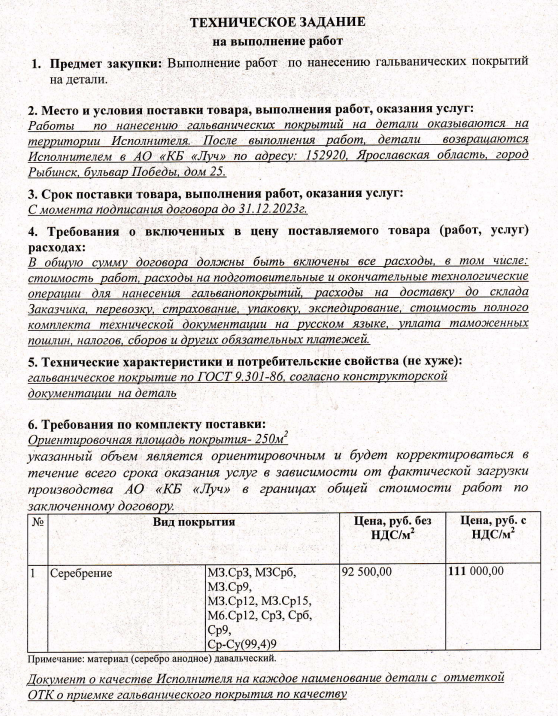 ТЕХНИЧЕСКОЕ ЗАДАНИЕ
на выполнение работ
1. Предмет закупки: Выполнение работ по нанесению гальванических покрытий
на детали.
2. Место и условия поставки товара, выполнения работ, оказания услуг:
Работы по нанесению гальванических покрытий на детали оказываются на
территории Исполнителя. После выполнения работ, детали возвращаются
Исполнителем в АО «КБ «Луч» по адресу: 152920, Ярославская область, город
Рыбинск, бульвар Победы, дом 25.
3. Срок поставки товара, выполнения работ, оказания услуг:
С момента подписания договора до 31.12.2023г.
4. Требования о включенных в цену поставляемого товара (работ, услуг)
расходах:
В общую сумму договора должны быть включены все расходы, в том числе:
стоимость работ, расходы на подготовительные и окончательные технологические
операции для нанесения гальванопокрытий, расходы на доставку до склада
Заказчика, перевозку, страхование, упаковку, экспедирование, стоимость полного
комплекта технической документации на русском языке, уплата таможенных
пошлин, налогов, сборов и других обязательных платежей.
5. Технические характеристики и потребительские свойства (не хуже):
гальваническое покрытие по ГОСТ 9.301-86, согласно конструкторской
документации на деталь
6. Требования по комплекту поставки:
Ориентировочная площадь покрытия- 250м²
указанный объем является ориентировочным и будет корректироваться в
течение всего срока оказания услуг в зависимости от фактической загрузки
производства АО «КБ «Луч» в границах общей стоимости работ по
заключенному договору.
№ Вид покрытия Цена, руб. без НДС/м² Цена, руб. с НДС/м²
1 Серебрение М3.Ср3, М3Ср6, 92 500,00 111 000,00
М3.Ср9,
М3.Ср12, М3.Ср15,
М6.Ср12, Ср3, Ср6,
Ср9,
Ср-Су(99,4)9
Примечание: материал (серебро анодное) давальческий.
Документ о качестве Исполнителя на каждое наименование детали с отметкой
ОТК о приемке гальванического покрытия по качеству